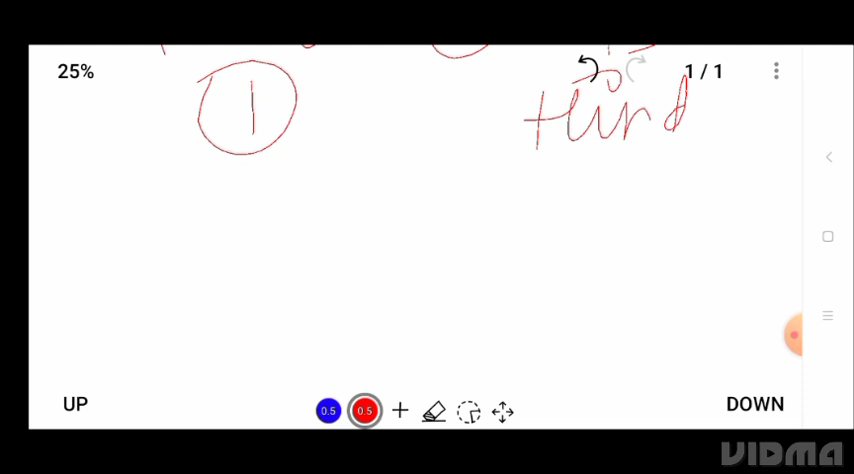 25%
1 / 1
1
third
UP
0.5
0.5
DOWN
VIDMA